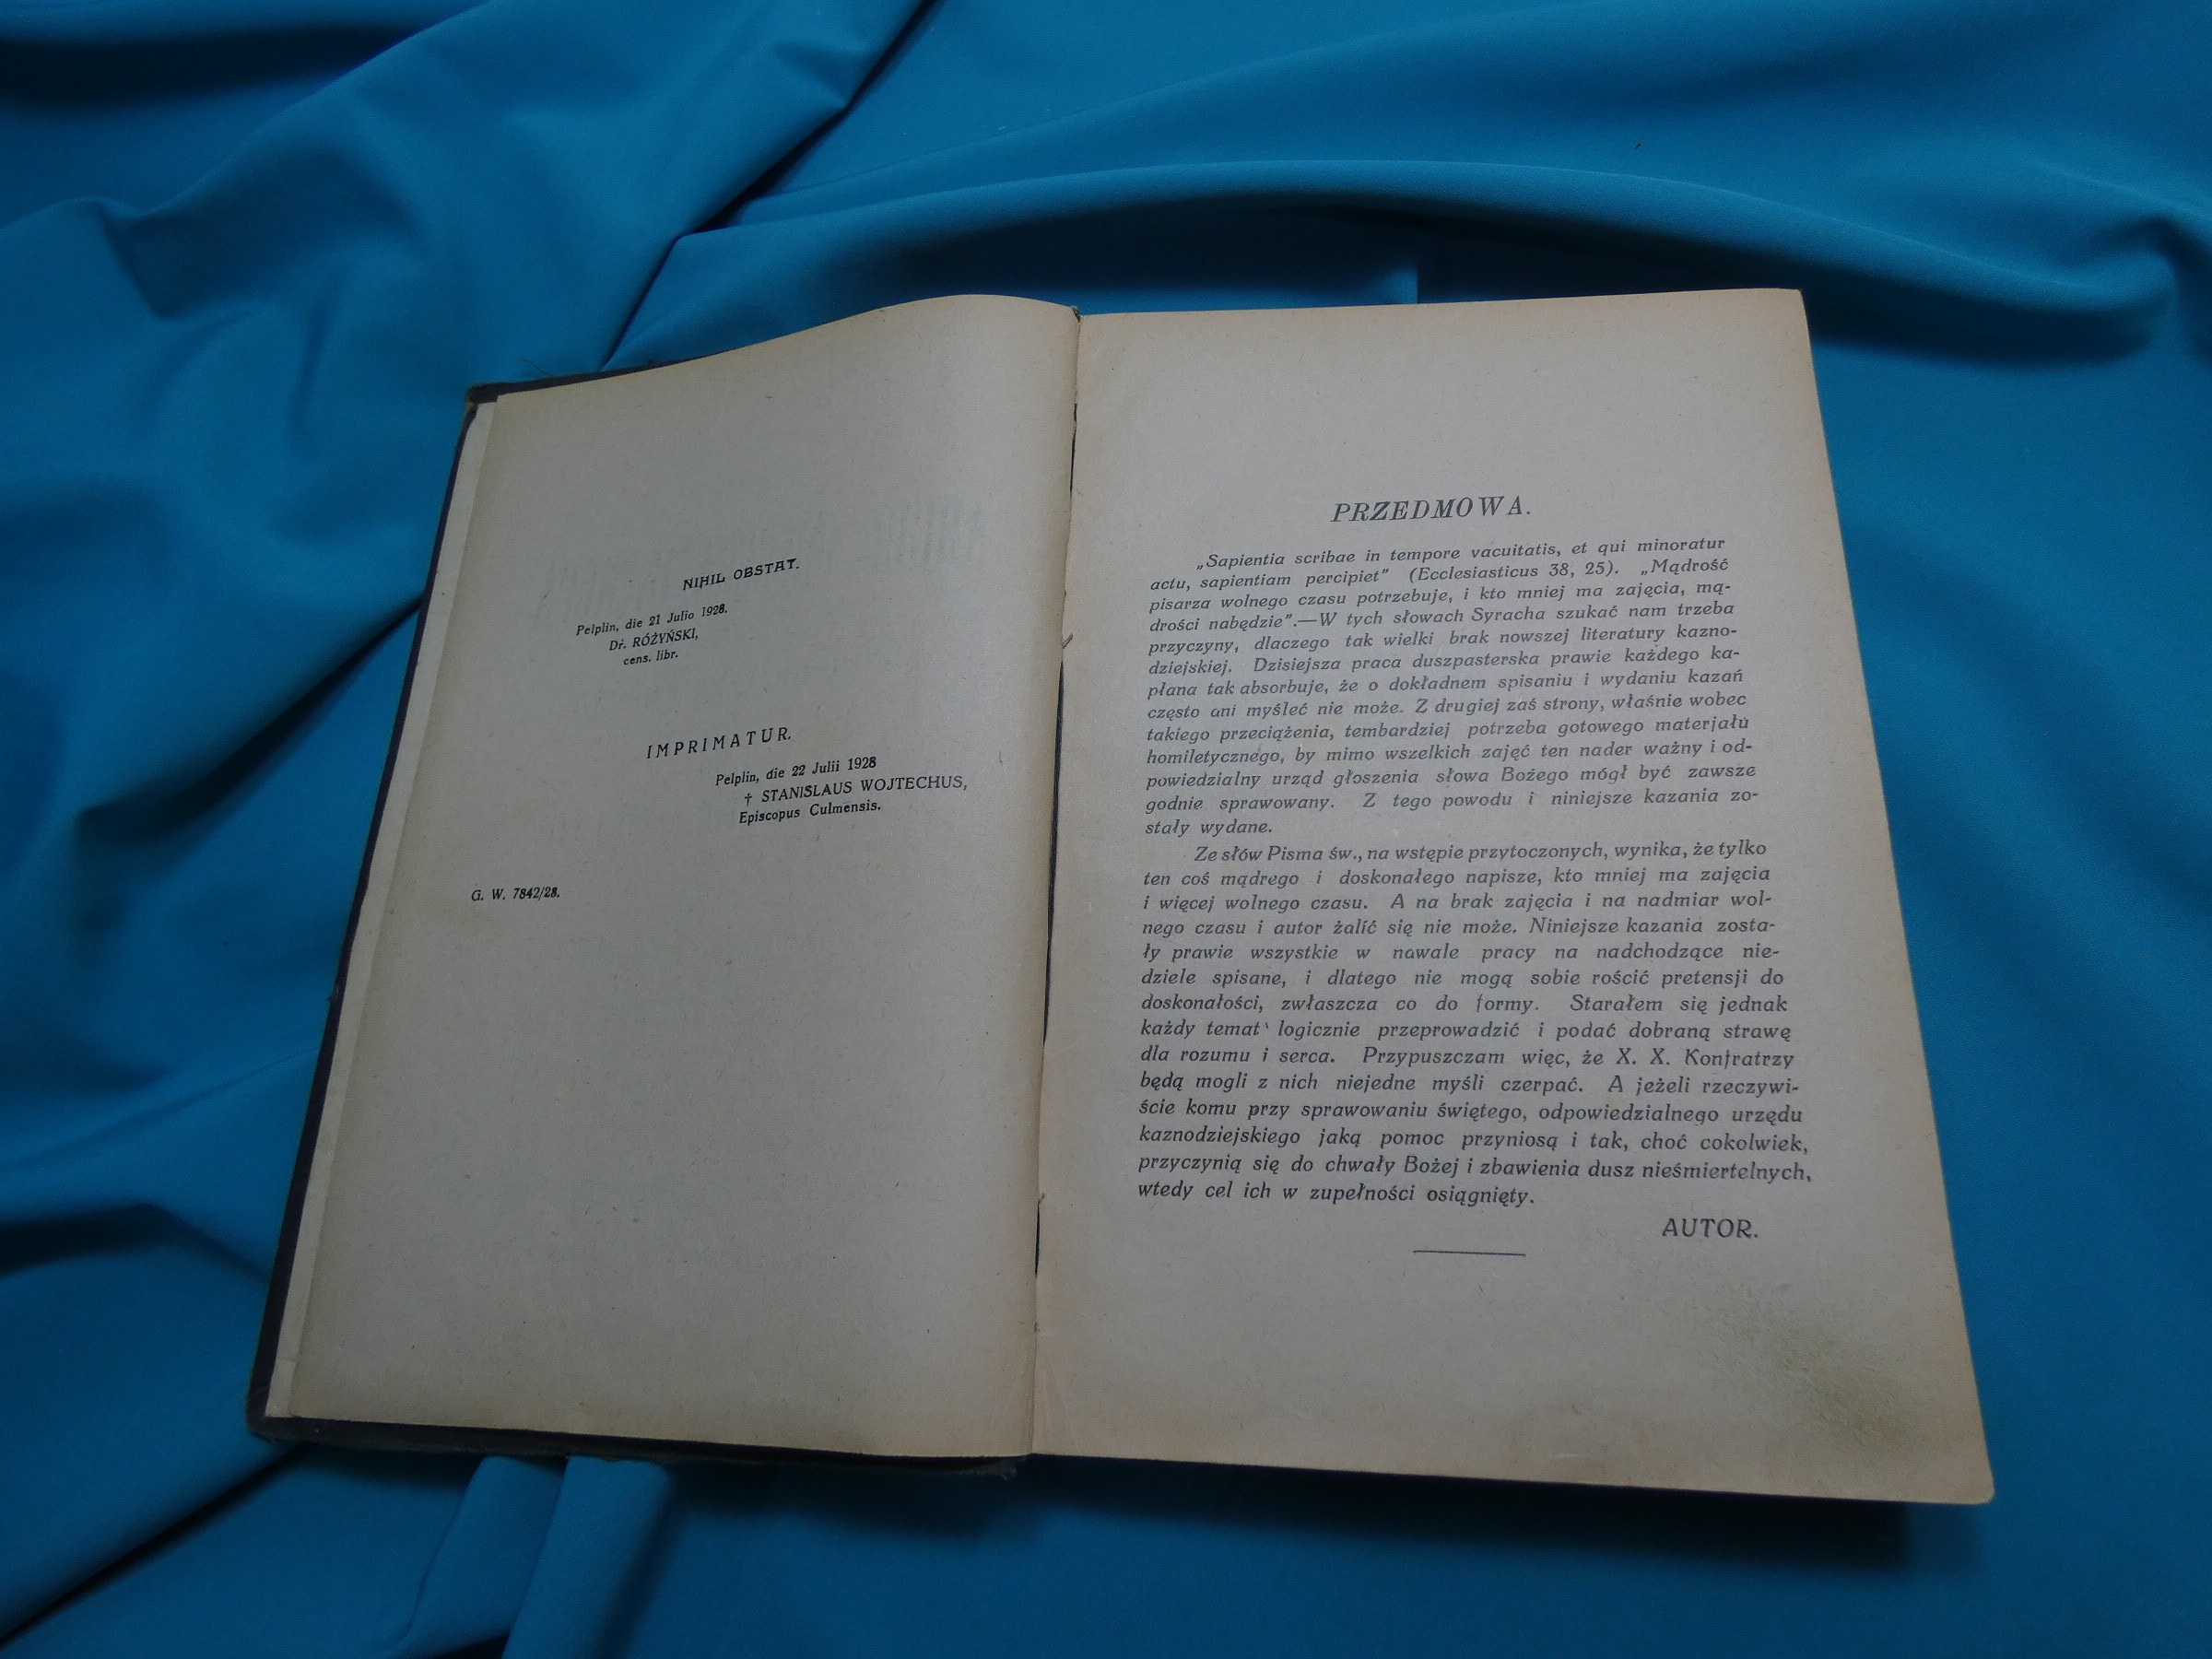 NIHIL OBSTAT.
Pelplin, die 21 Julio 1928.
Dr. RÓŻYŃSKI,
cens. libr.
IMPRIMATUR.
Pelplin, die 22 Julii 1928
† STANISLAUS WOJTECHUS,
Episcopus Culmensis.
G. W. 7842/28.
PRZEDMOWA.
„Sapientia scribae in tempore vacuitatis, et qui minoratur
actu, sapientiam percipiet” (Ecclesiasticus 38, 25). „Mądrość
pisarza wolnego czasu potrzebuje, i kto mniej ma zajęcia, mą-
drości nabędzie”.—W tych słowach Syracha szukać nam trzeba
przyczyny, dlaczego tak wielki brak nowszej literatury kazno-
dziejskiej. Dzisiejsza praca duszpasterska prawie każdego ka-
płana tak absorbuje, że o dokładnem spisaniu i wydaniu kazań
często ani myśleć nie może. Z drugiej zaś strony, właśnie wobec
takiego przeciążenia, tembardziej potrzeba gotowego materjału
homiletycznego, by mimo wszelkich zajęć ten nader ważny i od-
powiedzialny urząd głoszenia słowa Bożego mógł być zawsze
godnie sprawowany. Z tego powodu i niniejsze kazania zo-
stały wydane.
Ze słów Pisma św., na wstępie przytoczonych, wynika, że tylko
ten coś mądrego i doskonałego napisze, kto mniej ma zajęcia
i więcej wolnego czasu. A na brak zajęcia i na nadmiar wol-
nego czasu i autor żalić się nie może. Niniejsze kazania zosta-
ły prawie wszystkie w nawale pracy na nadchodzące nie-
dziele spisane, i dlatego nie mogą sobie rościć pretensji do
doskonałości, zwłaszcza co do formy. Starałem się jednak
każdy temat logicznie przeprowadzić i podać dobraną strawę
dla rozumu i serca. Przypuszczam więc, że X. X. Konfratrzy
będą mogli z nich niejedne myśli czerpać. A jeżeli rzeczywi-
ście komu przy sprawowaniu świętego, odpowiedzialnego urzędu
kaznodziejskiego jaką pomoc przyniosą i tak, choć cokolwiek,
przyczynią się do chwały Bożej i zbawienia dusz nieśmiertelnych,
wtedy cel ich w zupełności osiągnięty.
AUTOR.